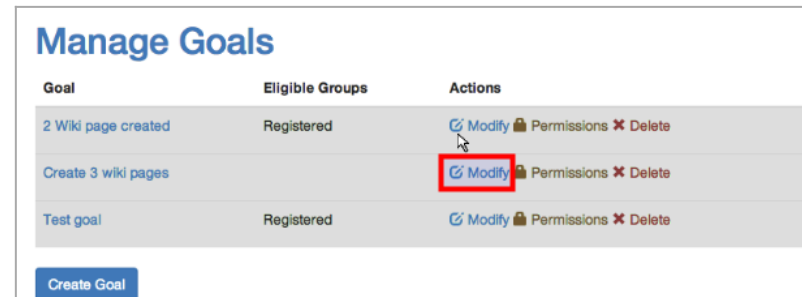 Manage Goals
Goal Eligible Groups Actions
2 Wiki page created Registered Modify Permissions Delete
Create 3 wiki pages Modify Permissions Delete
Test goal Registered Modify Permissions Delete
Create Goal